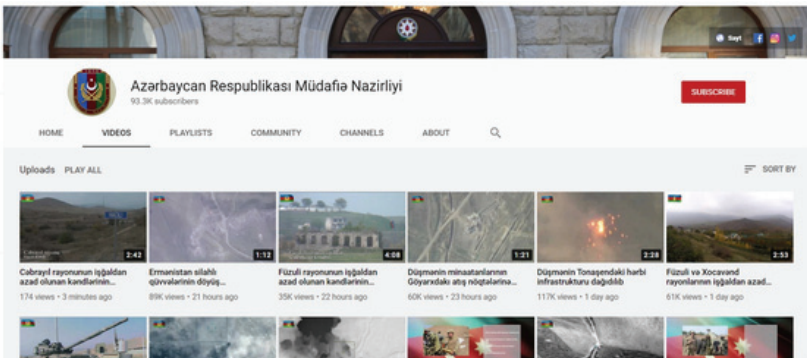 Sayt
Azərbaycan Respublikası Müdafiə Nazirliyi
93.3K subscribers
SUBSCRIBE
HOME VIDEOS PLAYLISTS COMMUNITY CHANNELS ABOUT
Uploads PLAY ALL
SORT BY
2:42 1:12 4:08 1:21 2:28 2:53
Cəbrayıl rayonunun işğaldan
azad olunan kəndlərinin...
174 views • 3 minutes ago
Ermənistan silahlı
qüvvələrinin döyüş...
89K views • 21 hours ago
Füzuli rayonunun işğaldan
azad olunan kəndlərinin...
35K views • 22 hours ago
Düşmənin minaatanlarının
Göyarxdakı atış nöqtələrinə...
60K views • 23 hours ago
Düşmənin Tonaşendəki hərbi
infrastrukturu dağıdılıb
117K views • 1 day ago
Füzuli və Xocavənd
rayonlarının işğaldan azad...
61K views • 1 day ago